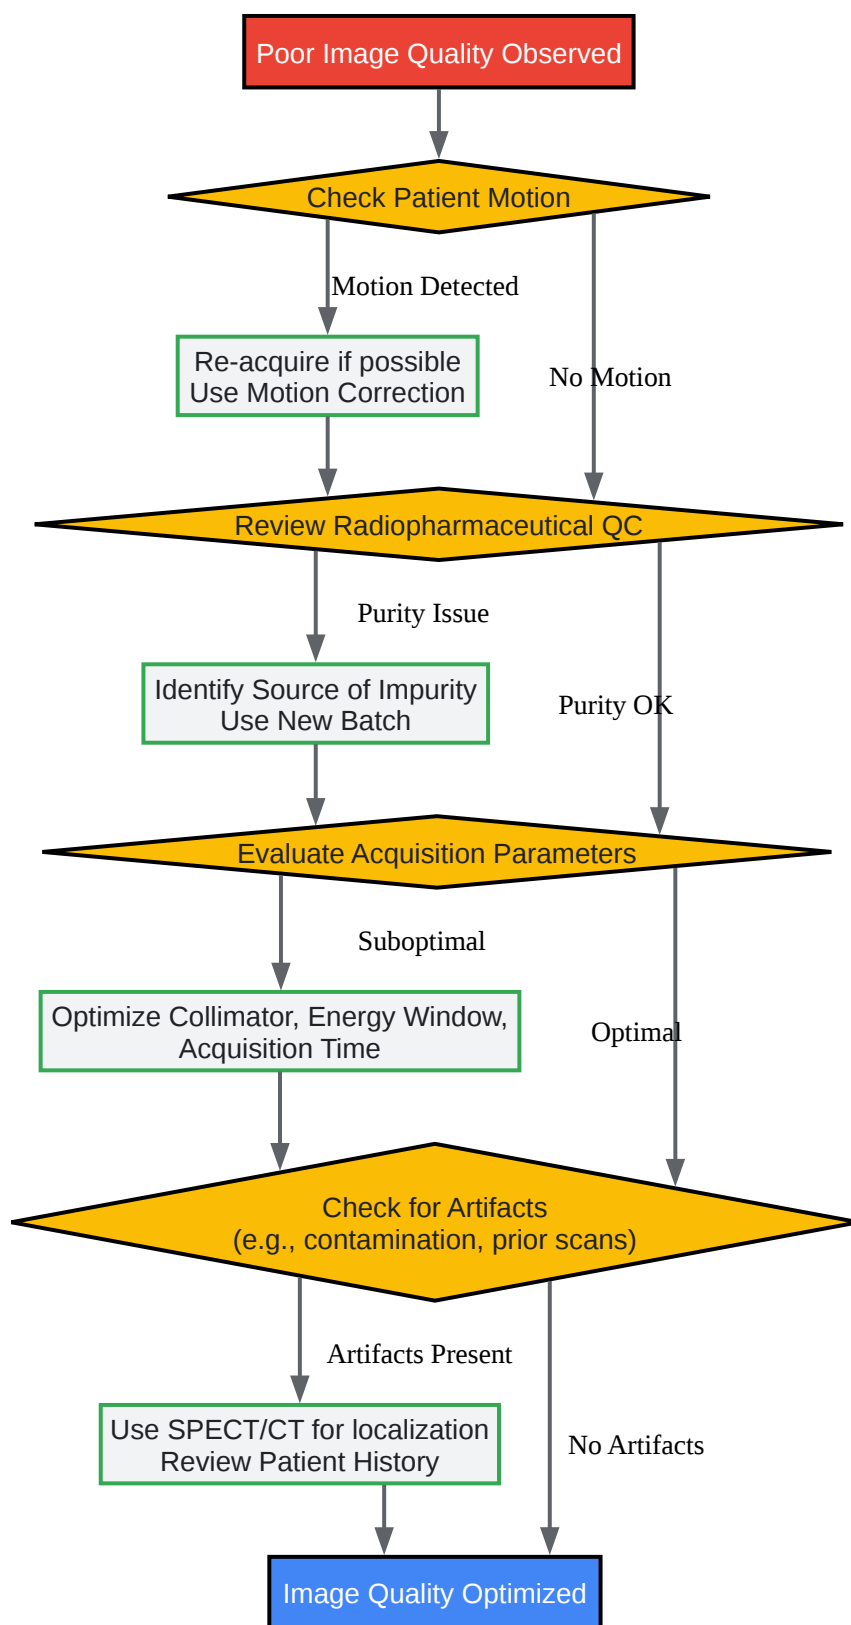 Poor Image Quality Observed
Check Patient Motion
Motion Detected
Re-acquire if possible
Use Motion Correction
No Motion
Review Radiopharmaceutical QC
Purity Issue
Identify Source of Impurity
Use New Batch
Purity OK
Evaluate Acquisition Parameters
Suboptimal
Optimize Collimator, Energy Window,
Acquisition Time
Optimal
Check for Artifacts
(e.g., contamination, prior scans)
Artifacts Present
Use SPECT/CT for localization
Review Patient History
No Artifacts
Image Quality Optimized